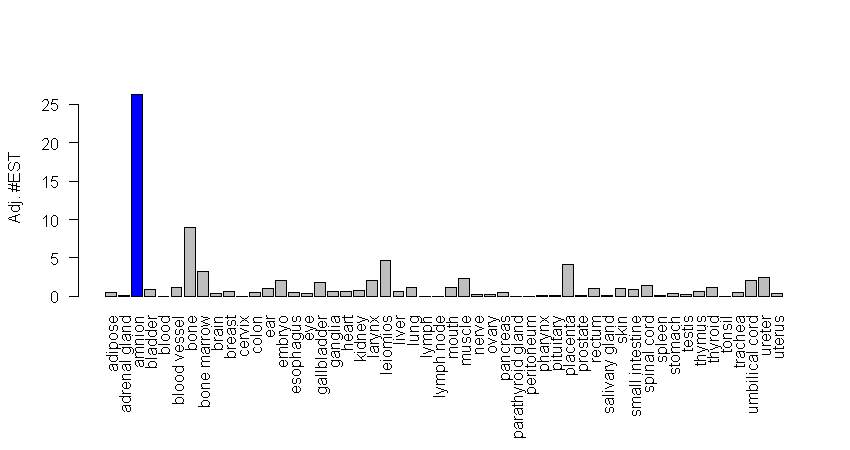 Adj. #EST
25
20
15
10
5
0
adipose
adrenal gland
amnion
bladder
blood
blood vessel
bone
bone marrow
brain
breast
cervix
colon
ear
embryo
esophagus
eye
gallbladder
ganglia
heart
kidney
larynx
leiomios
liver
lung
lymph
lymph node
mouth
muscle
nerve
ovary
pancreas
parathyroid gland
peritoneum
pharynx
pituitary
placenta
prostate
rectum
salivary gland
skin
small intestine
spinal cord
spleen
stomach
testis
thymus
thyroid
tonsil
trachea
umbilical cord
ureter
uterus